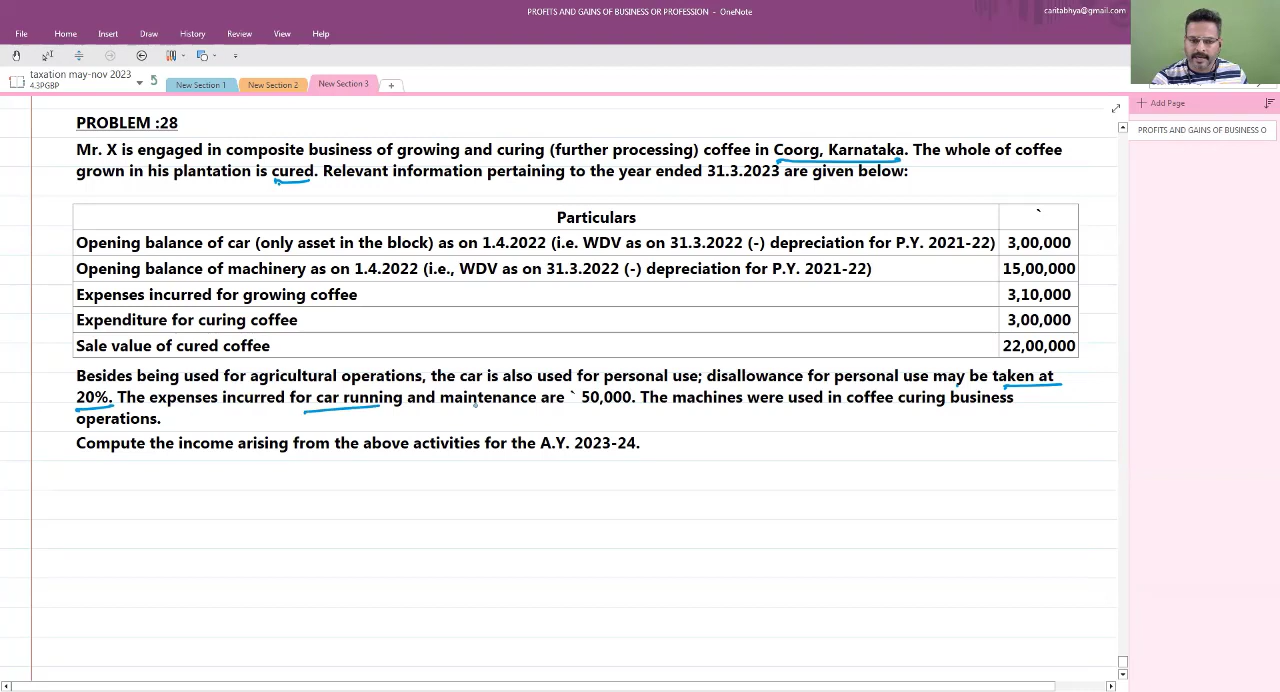 PROFITS AND GAINS OF BUSINESS OR PROFESSION - OneNote
caritabhya@gmail.com
File Home Insert Draw History Review View Help
taxation may-nov 2023
4.3PGBP
New Section 1 New Section 2 New Section 3
Add Page
PROFITS AND GAINS OF BUSINESS O
PROBLEM :28
Mr. X is engaged in composite business of growing and curing (further processing) coffee in Coorg, Karnataka. The whole of coffee
grown in his plantation is cured. Relevant information pertaining to the year ended 31.3.2023 are given below:
Particulars `
Opening balance of car (only asset in the block) as on 1.4.2022 (i.e. WDV as on 31.3.2022 (-) depreciation for P.Y. 2021-22) 3,00,000
Opening balance of machinery as on 1.4.2022 (i.e., WDV as on 31.3.2022 (-) depreciation for P.Y. 2021-22) 15,00,000
Expenses incurred for growing coffee 3,10,000
Expenditure for curing coffee 3,00,000
Sale value of cured coffee 22,00,000
Besides being used for agricultural operations, the car is also used for personal use; disallowance for personal use may be taken at
20%. The expenses incurred for car running and maintenance are ` 50,000. The machines were used in coffee curing business
operations.
Compute the income arising from the above activities for the A.Y. 2023-24.